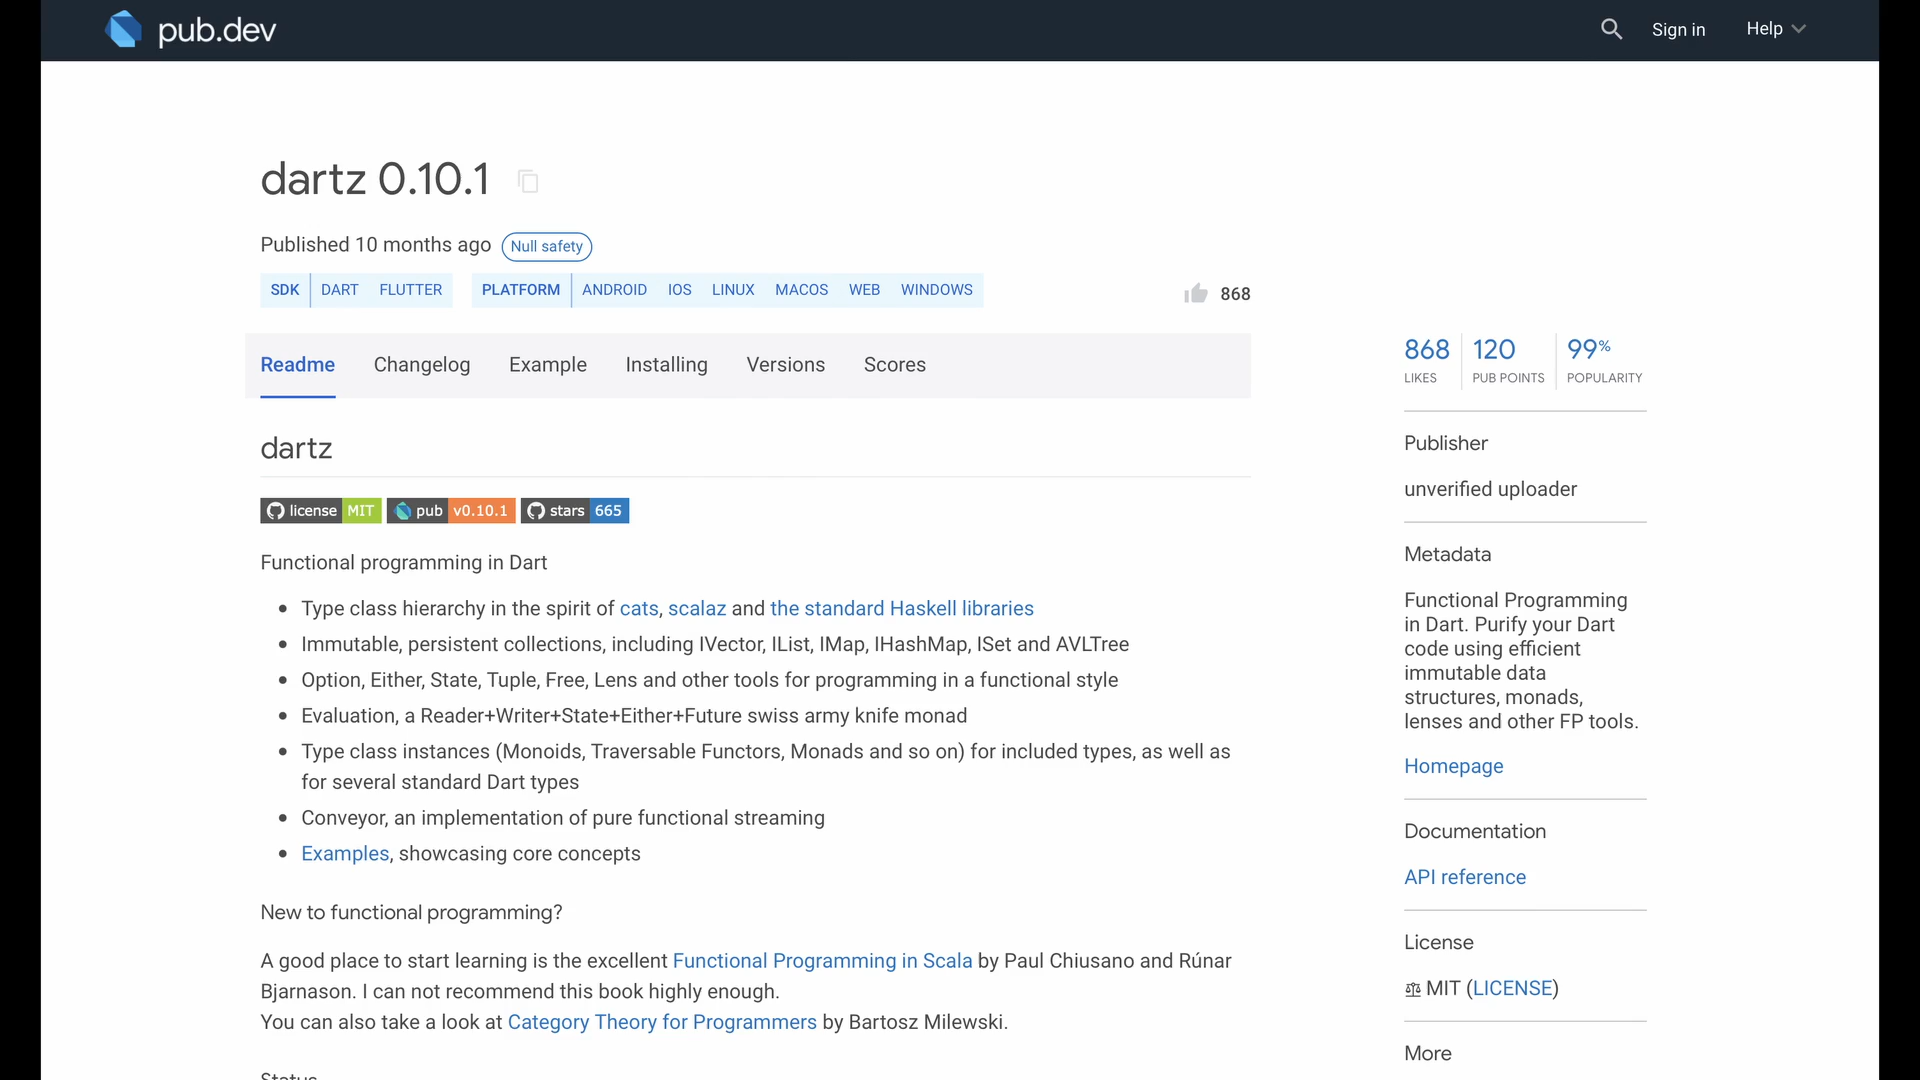 pub.dev
Sign in
Help
dartz 0.10.1
Published 10 months ago
Null safety
SDK DART FLUTTER PLATFORM ANDROID IOS LINUX MACOS WEB WINDOWS
868
Readme Changelog Example Installing Versions Scores
dartz
license MIT pub v0.10.1 stars 665
Functional programming in Dart
• Type class hierarchy in the spirit of cats, scalaz and the standard Haskell libraries
• Immutable, persistent collections, including IVector, IList, IMap, IHashMap, ISet and AVLTree
• Option, Either, State, Tuple, Free, Lens and other tools for programming in a functional style
• Evaluation, a Reader+Writer+State+Either+Future swiss army knife monad
• Type class instances (Monoids, Traversable Functors, Monads and so on) for included types, as well as
for several standard Dart types
• Conveyor, an implementation of pure functional streaming
• Examples, showcasing core concepts
New to functional programming?
A good place to start learning is the excellent Functional Programming in Scala by Paul Chiusano and Rúnar
Bjarnason. I can not recommend this book highly enough.
You can also take a look at Category Theory for Programmers by Bartosz Milewski.
Status
868 120 99%
LIKES PUB POINTS POPULARITY
Publisher
unverified uploader
Metadata
Functional Programming
in Dart. Purify your Dart
code using efficient
immutable data
structures, monads,
lenses and other FP tools.
Homepage
Documentation
API reference
License
MIT (LICENSE)
More